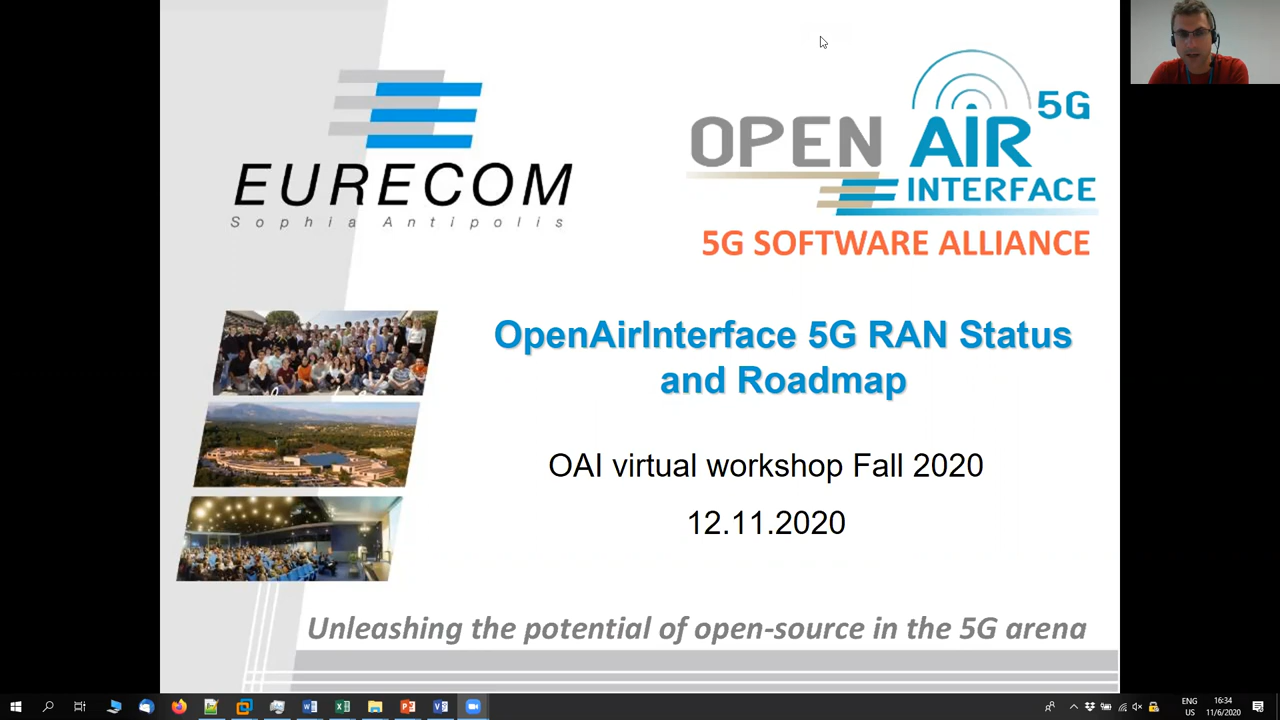 EURECOM
Sophia Antipolis
OPEN AIR 5G
INTERFACE
5G SOFTWARE ALLIANCE
OpenAirInterface 5G RAN Status
and Roadmap
OAI virtual workshop Fall 2020
12.11.2020
Unleashing the potential of open-source in the 5G arena
ENG
US
16:34
11/6/2020